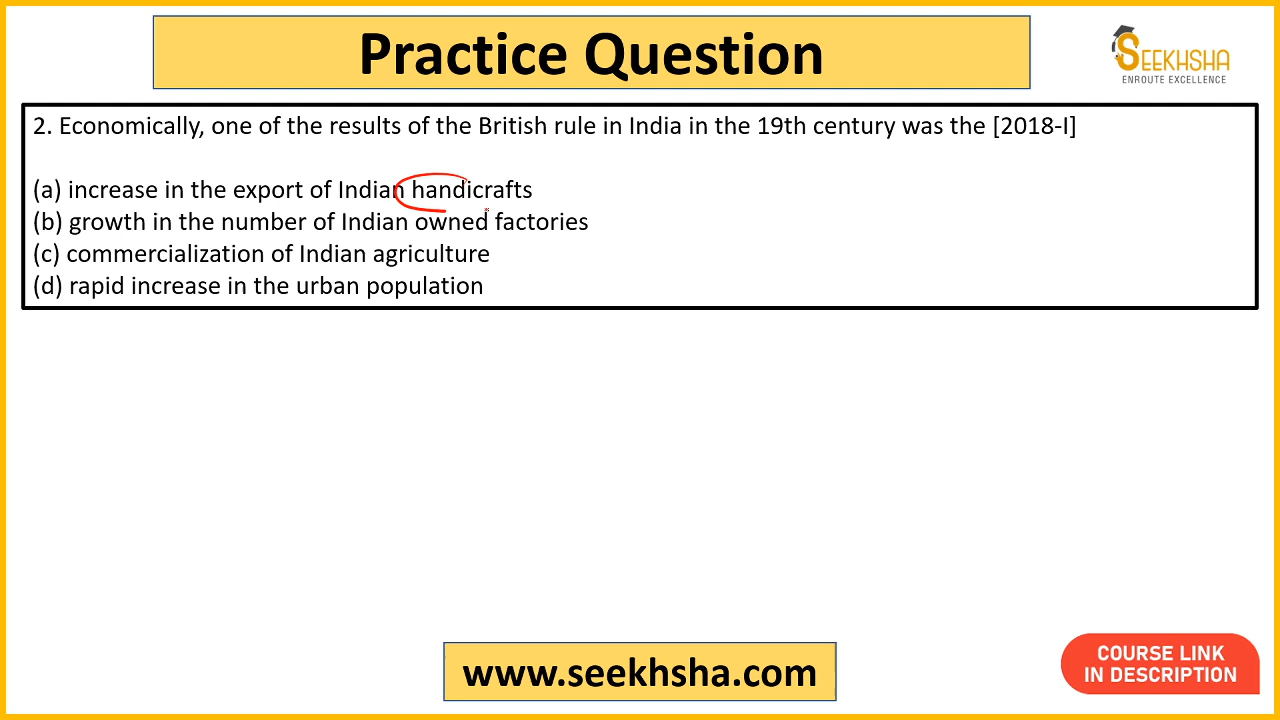 Practice Question
SEEKHSHA
ENROUTE EXCELLENCE
2. Economically, one of the results of the British rule in India in the 19th century was the [2018-I]
(a) increase in the export of Indian handicrafts
(b) growth in the number of Indian owned factories
(c) commercialization of Indian agriculture
(d) rapid increase in the urban population
www.seekhsha.com
COURSE LINK
IN DESCRIPTION